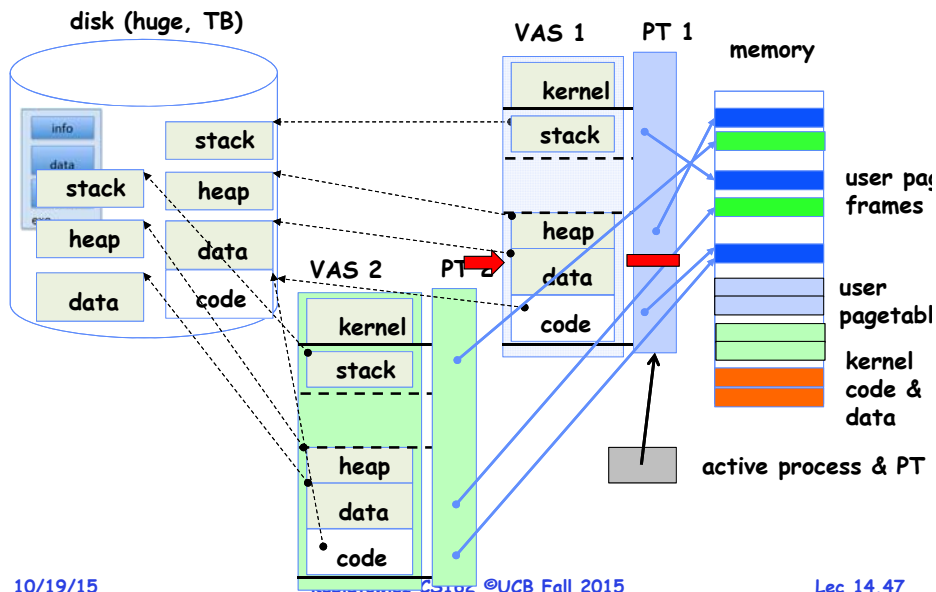 disk (huge, TB)
VAS 1
PT 1
memory
info
data
stack
heap
data
stack
heap
data
code
kernel
stack
heap
data
code
VAS 2
PT 2
kernel
stack
heap
data
code
user pag
frames
user
pagetabl
kernel
code &
data
active process & PT
10/19/15
CS162 ©UCB Fall 2015
Lec 14.47